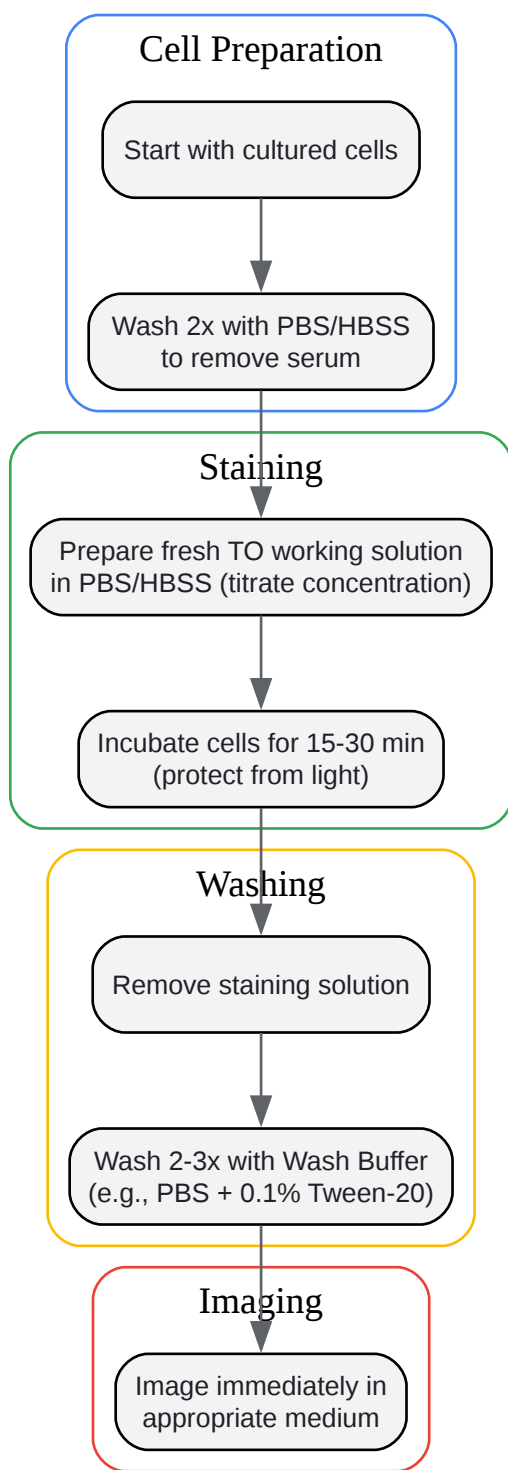 Cell Preparation
Start with cultured cells
Wash 2x with PBS/HBSS
to remove serum
Staining
Prepare fresh TO working solution
in PBS/HBSS (titrate concentration)
Incubate cells for 15-30 min
(protect from light)
Washing
Remove staining solution
Wash 2-3x with Wash Buffer
(e.g., PBS + 0.1% Tween-20)
Imaging
Image immediately in
appropriate medium